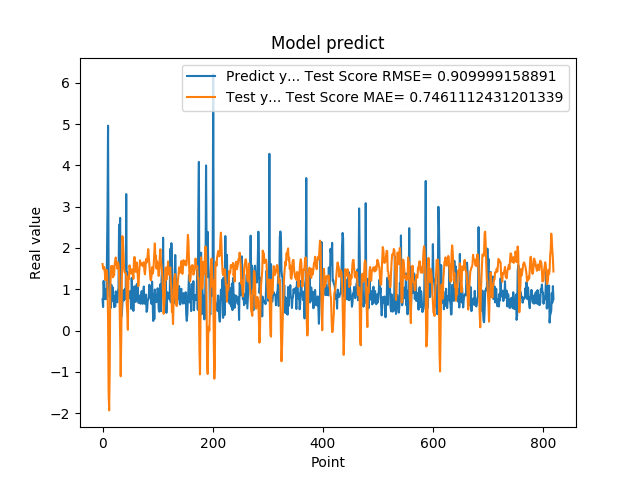 Model predict
Predict y... Test Score RMSE= 0.909999158891
Test y... Test Score MAE= 0.7461112431201339
Real value
6
5
4
3
2
1
0
−1
−2
0 200 400 600 800
Point